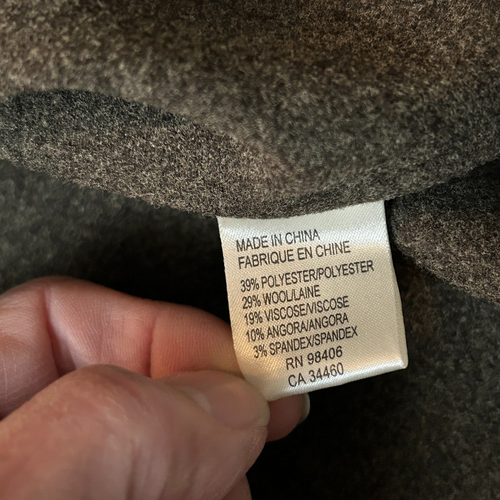 MADE IN CHINA
FABRIQUE EN CHINE
39% POLYESTER/POLYESTER
29% WOOL/LAINE
19% VISCOSE/VISCOSE
10% ANGORA/ANGORA
3% SPANDEX/SPANDEX
RN 98406
CA 34460